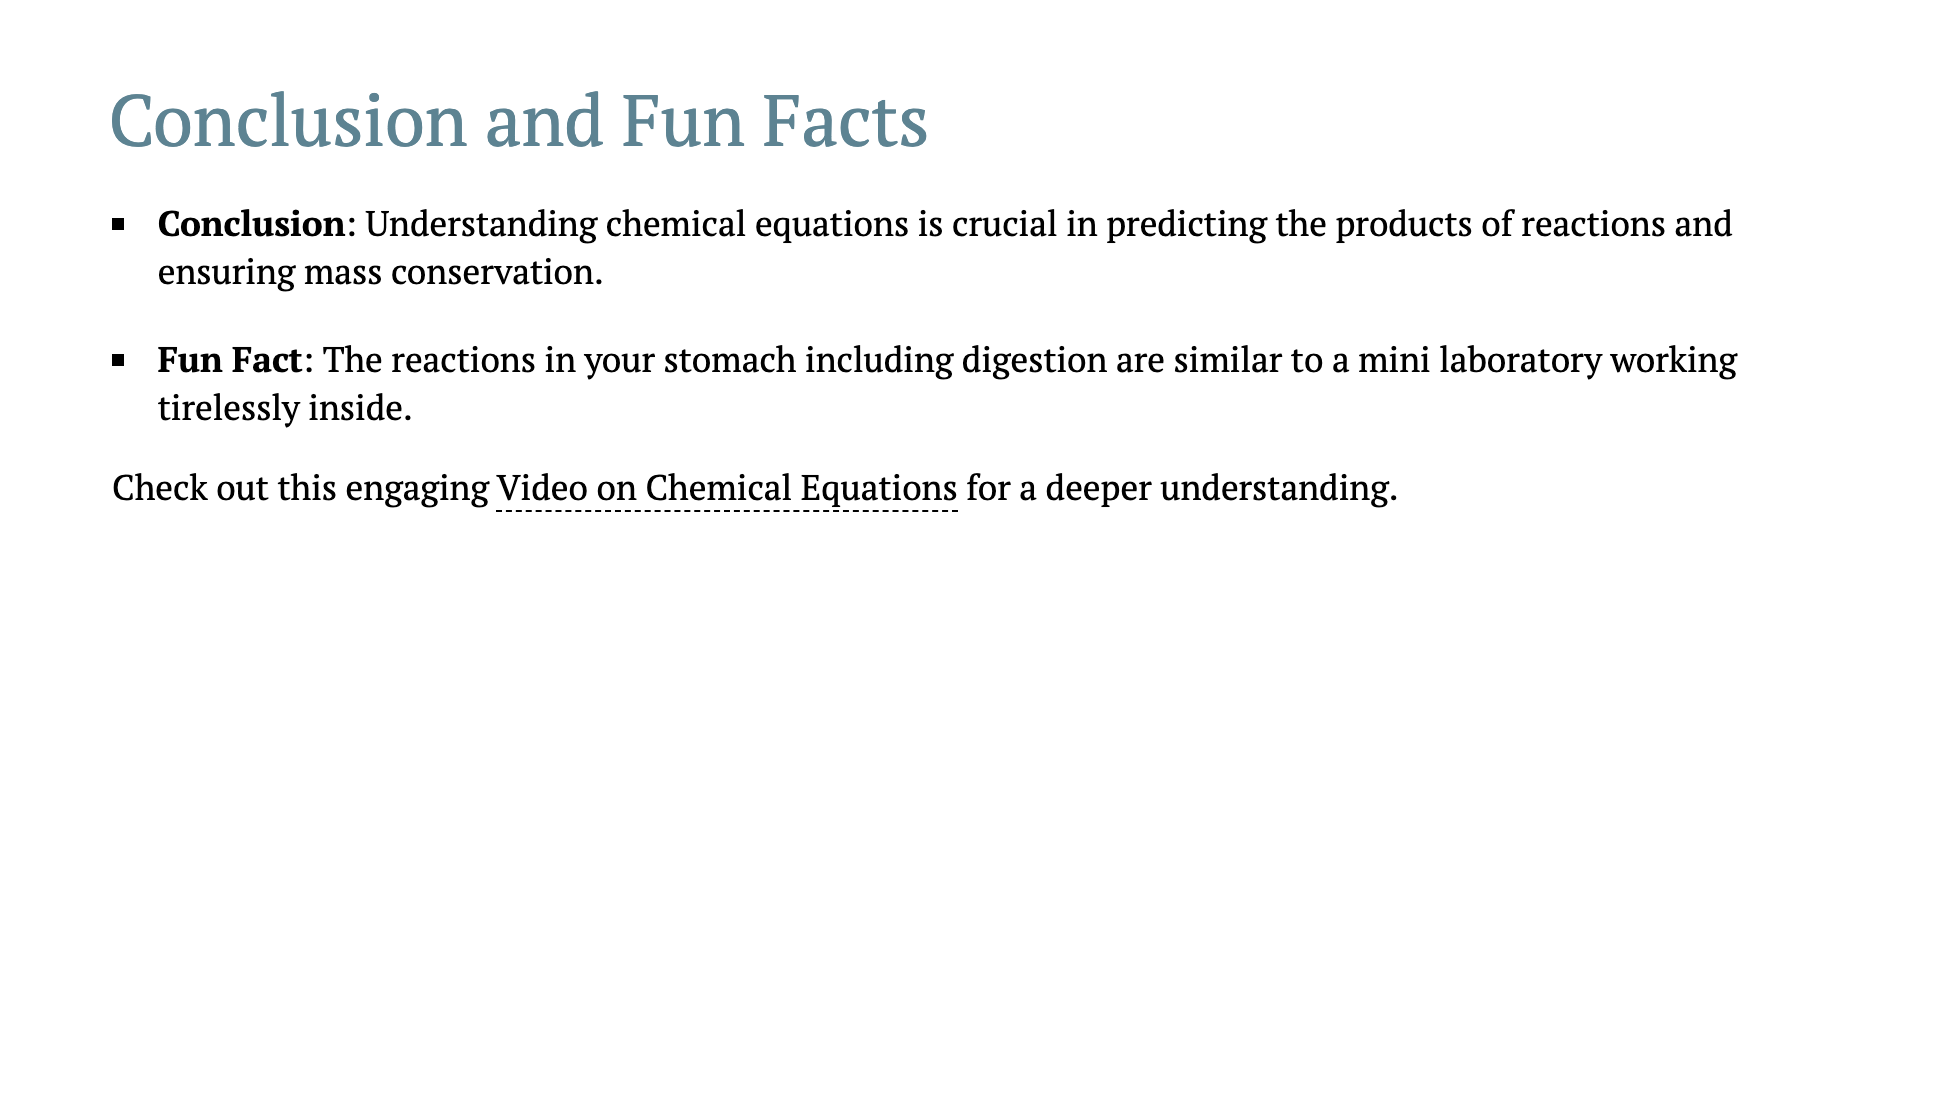 Conclusion and Fun Facts
Conclusion: Understanding chemical equations is crucial in predicting the products of reactions and
ensuring mass conservation.
Fun Fact: The reactions in your stomach including digestion are similar to a mini laboratory working
tirelessly inside.
Check out this engaging Video on Chemical Equations for a deeper understanding.